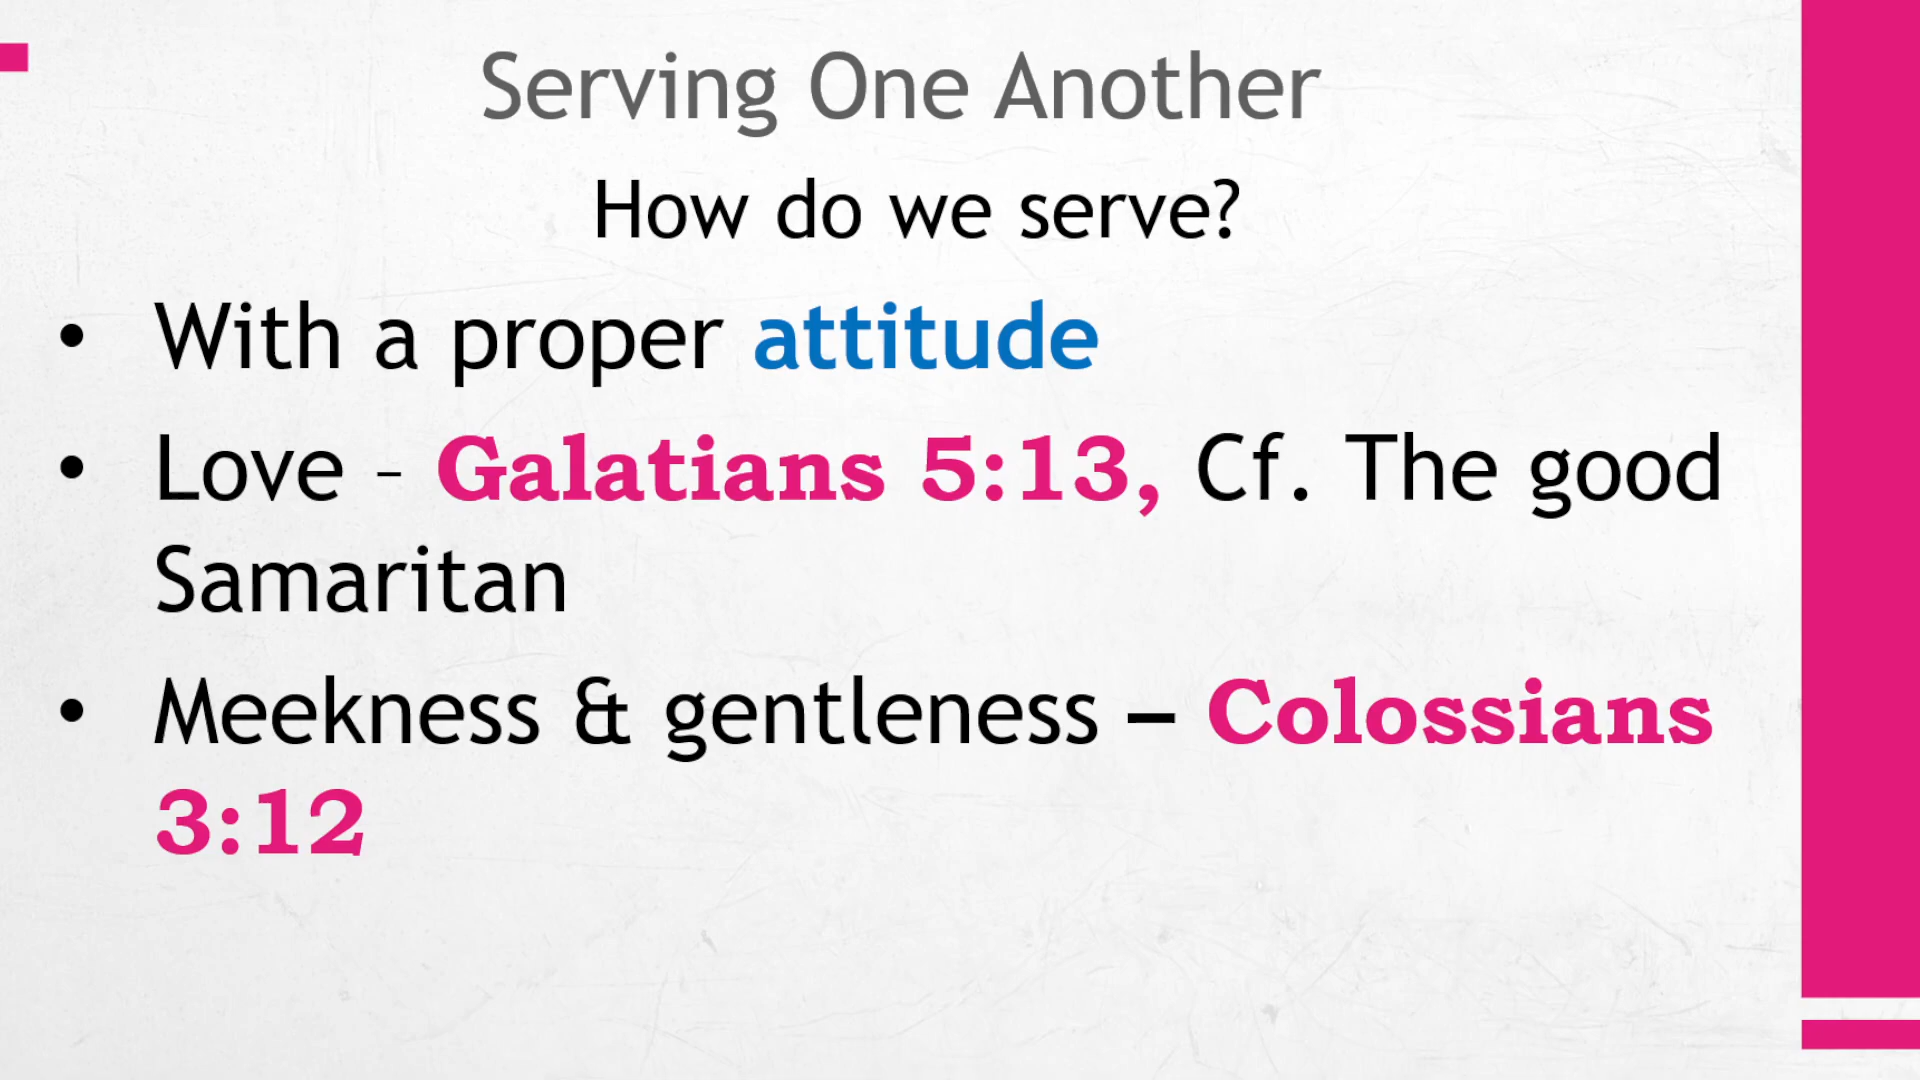 Serving One Another
How do we serve?
• With a proper attitude
• Love – Galatians 5:13, Cf. The good
Samaritan
• Meekness & gentleness – Colossians
3:12